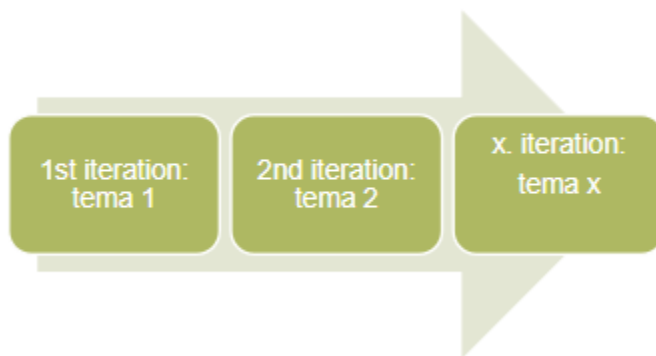 1st iteration:
tema 1
2nd iteration:
tema 2
x. iteration:
tema x